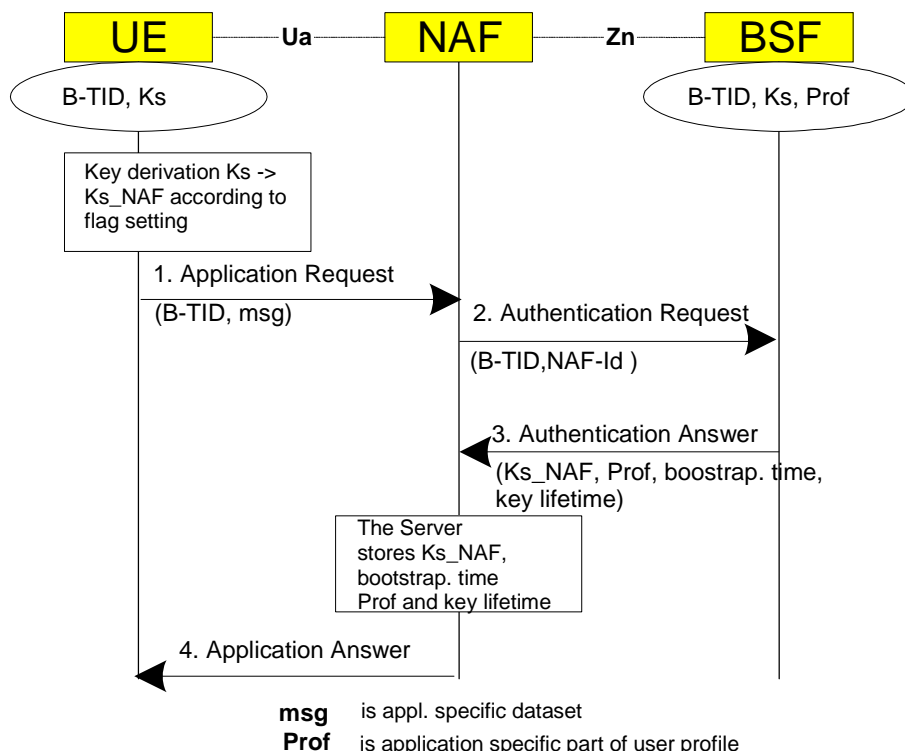 UE
Ua
NAF
Zn
BSF
B-TID, Ks
B-TID, Ks, Prof
Key derivation Ks ->
Ks_NAF according to
flag setting
1. Application Request
(B-TID, msg)
2. Authentication Request
(B-TID,NAF-Id )
3. Authentication Answer
(Ks_NAF, Prof, boostrap. time,
key lifetime)
The Server
stores Ks_NAF,
bootstrap. time
Prof and key lifetime
4. Application Answer
msg is appl. specific dataset
Prof is application specific part of user profile